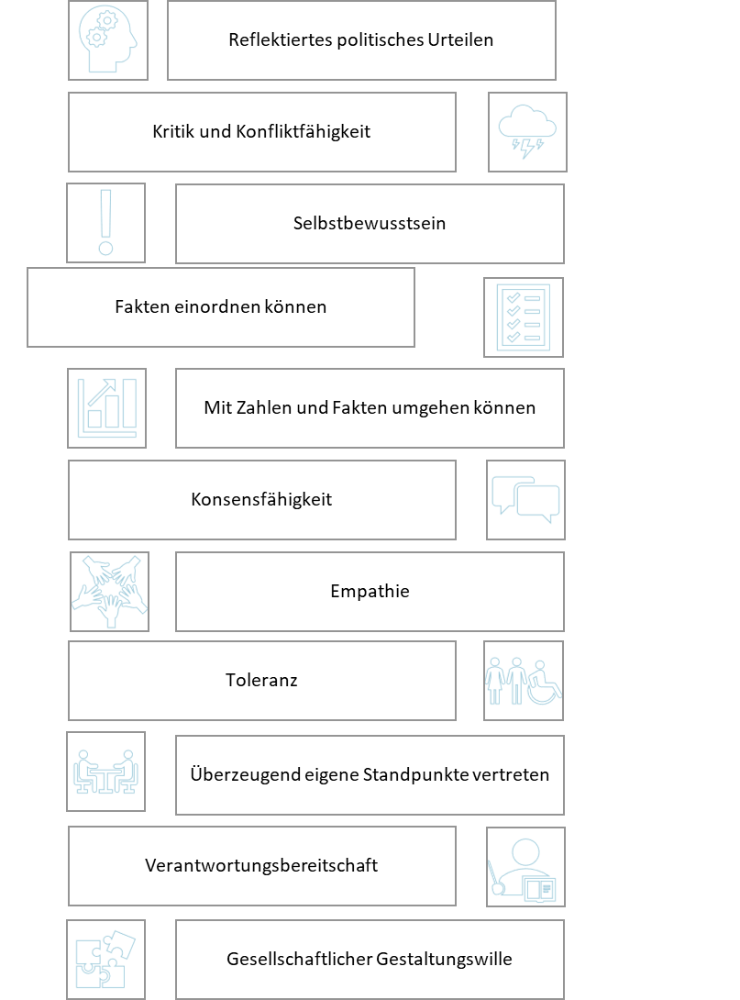 Reflektiertes politisches Urteilen
Kritik und Konfliktfähigkeit
Selbstbewusstsein
Fakten einordnen können
Mit Zahlen und Fakten umgehen können
Konsensfähigkeit
Empathie
Toleranz
Überzeugend eigene Standpunkte vertreten
Verantwortungsbereitschaft
Gesellschaftlicher Gestaltungswille